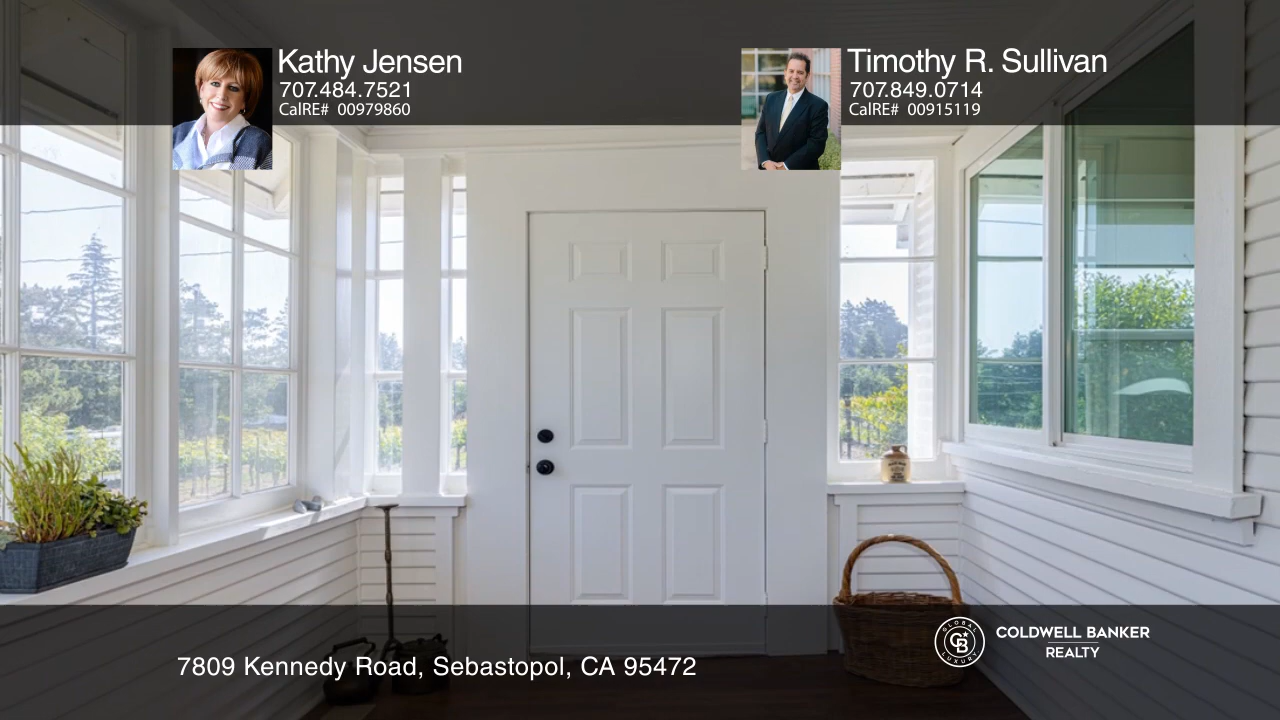 Kathy Jensen
707.484.7521
CalRE# 00979860
Timothy R. Sullivan
707.849.0714
CalRE# 00915119
7809 Kennedy Road, Sebastopol, CA 95472
GLOBAL
CB
LUXURY
COLDWELL BANKER
REALTY